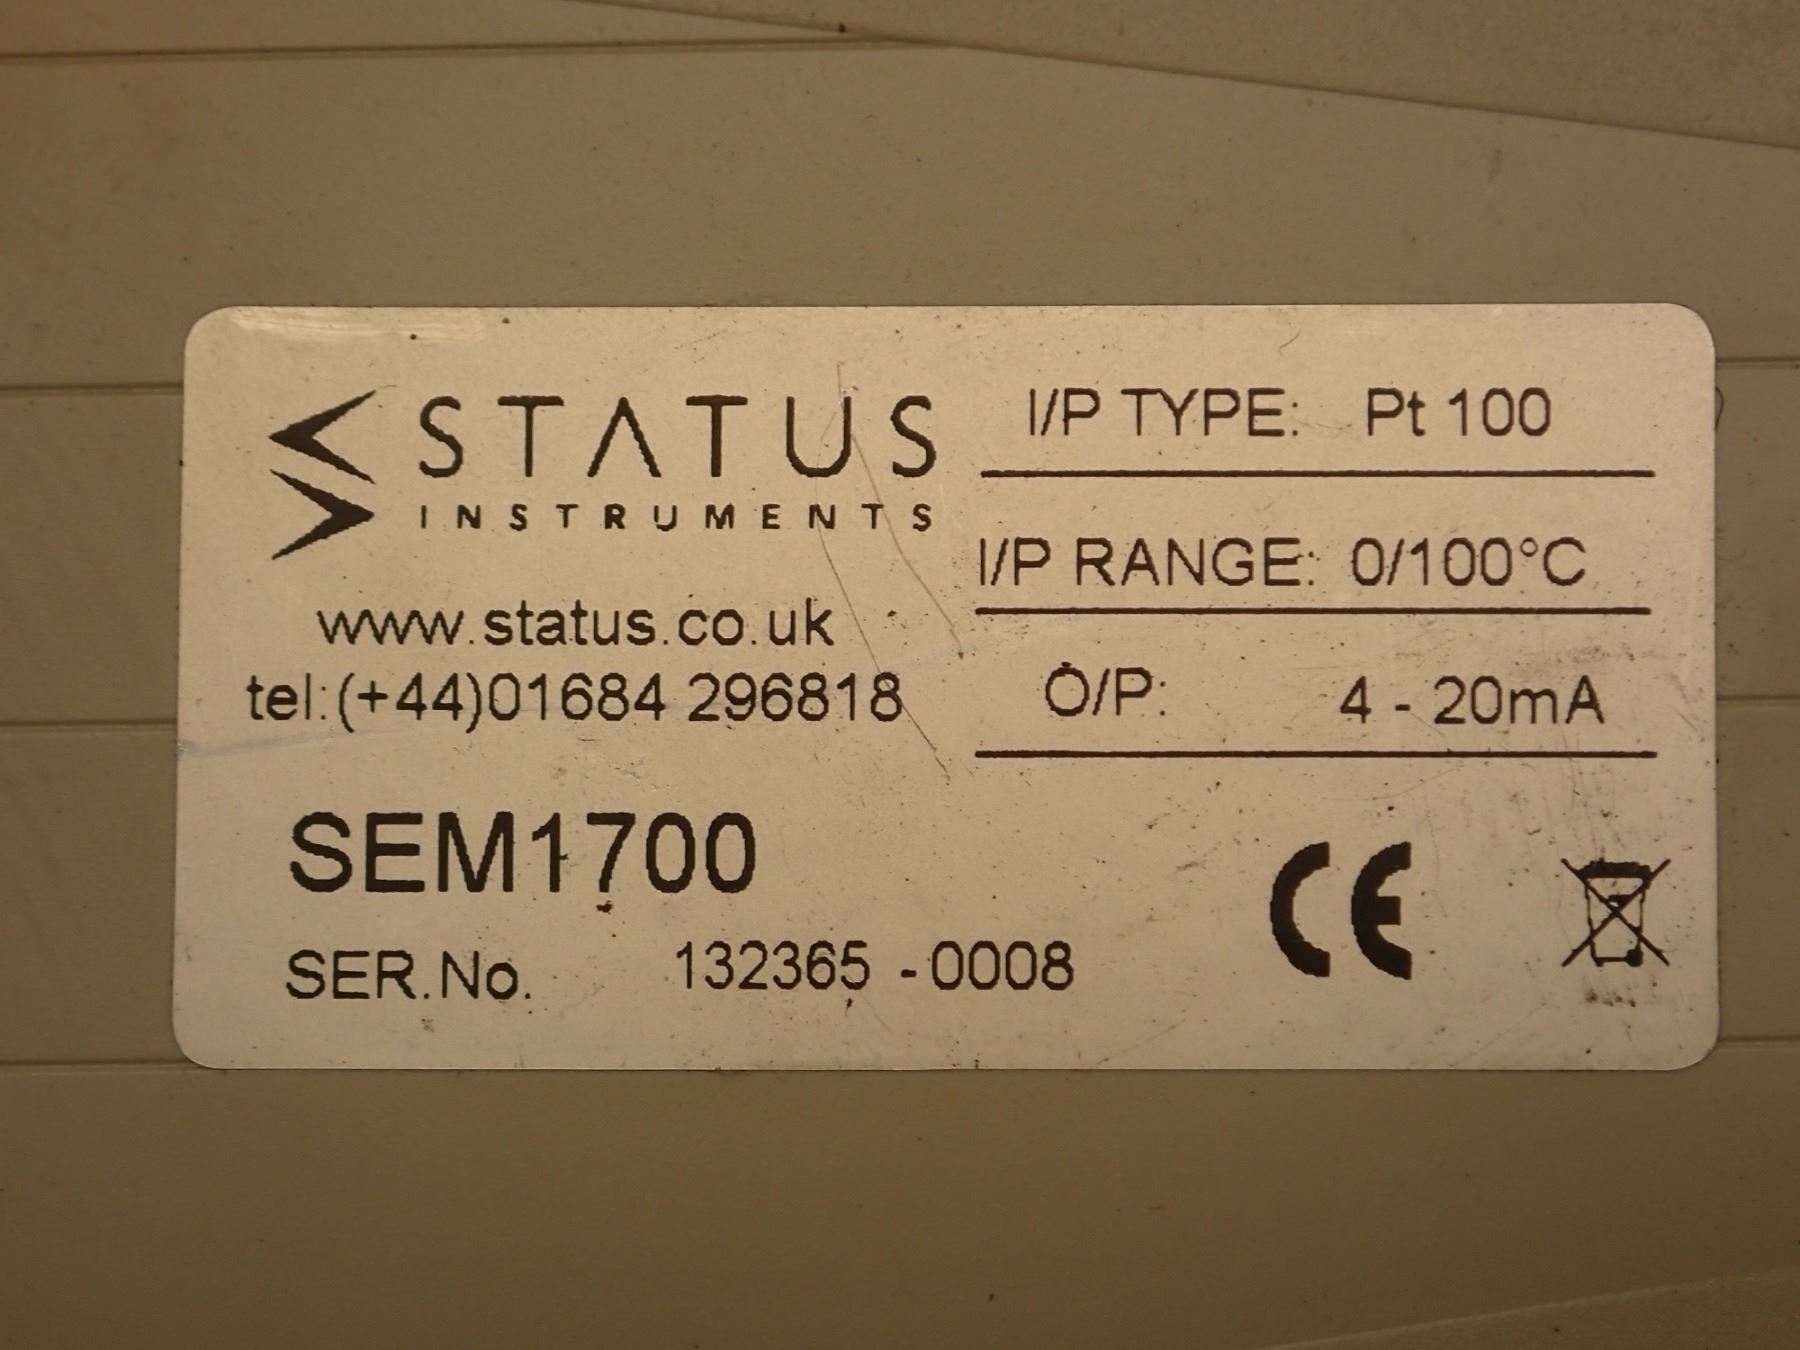 STATUS
INSTRUMENTS
www.status.co.uk
tel:(+44)01684 296818
SEM1700
SER.No. 132365 -0008
I/P TYPE: Pt 100
I/P RANGE: 0/100°C
O/P: 4 - 20mA
CE